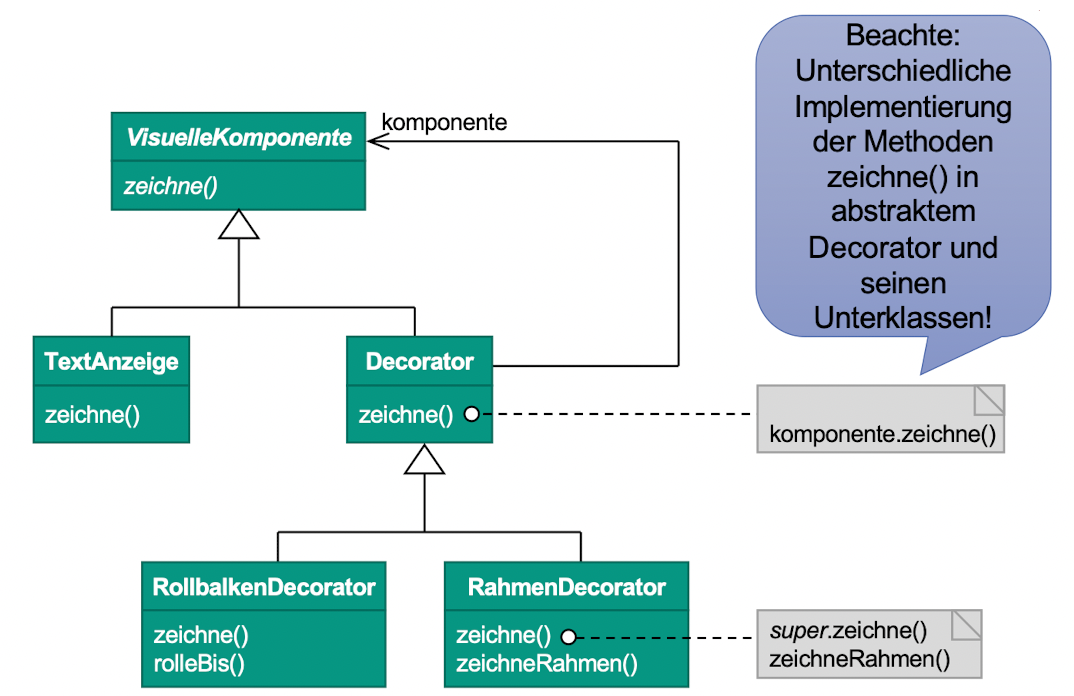 Beachte:
Unterschiedliche
Implementierung
der Methoden
zeichne() in
abstraktem
Decorator und
seinen
Unterklassen!
komponente
VisuelleKomponente
zeichne()
TextAnzeige
zeichne()
Decorator
zeichne()
komponente.zeichne()
RollbalkenDecorator
zeichne()
rolleBis()
RahmenDecorator
zeichne()
zeichneRahmen()
super.zeichne()
zeichneRahmen()